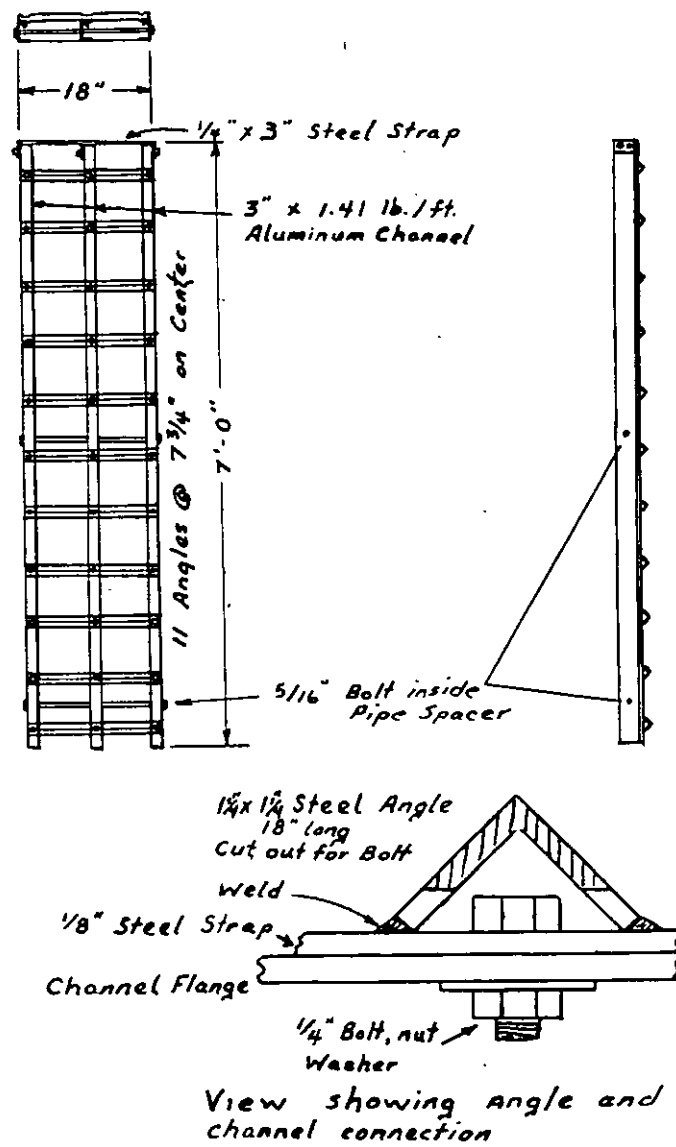 18"
1/4" x 3" Steel Strap
3" x 1.41 lb./ft.
Aluminum Channel
11 Angles @ 7 3/4" on Center
7'-0"
5/16" Bolt inside
Pipe Spacer
1 1/4" x 1 1/4" Steel Angle
18" long
Cut out for Bolt
Weld
1/8" Steel Strap
Channel Flange
1/4" Bolt, nut
Washer
View showing Angle and
channel connection